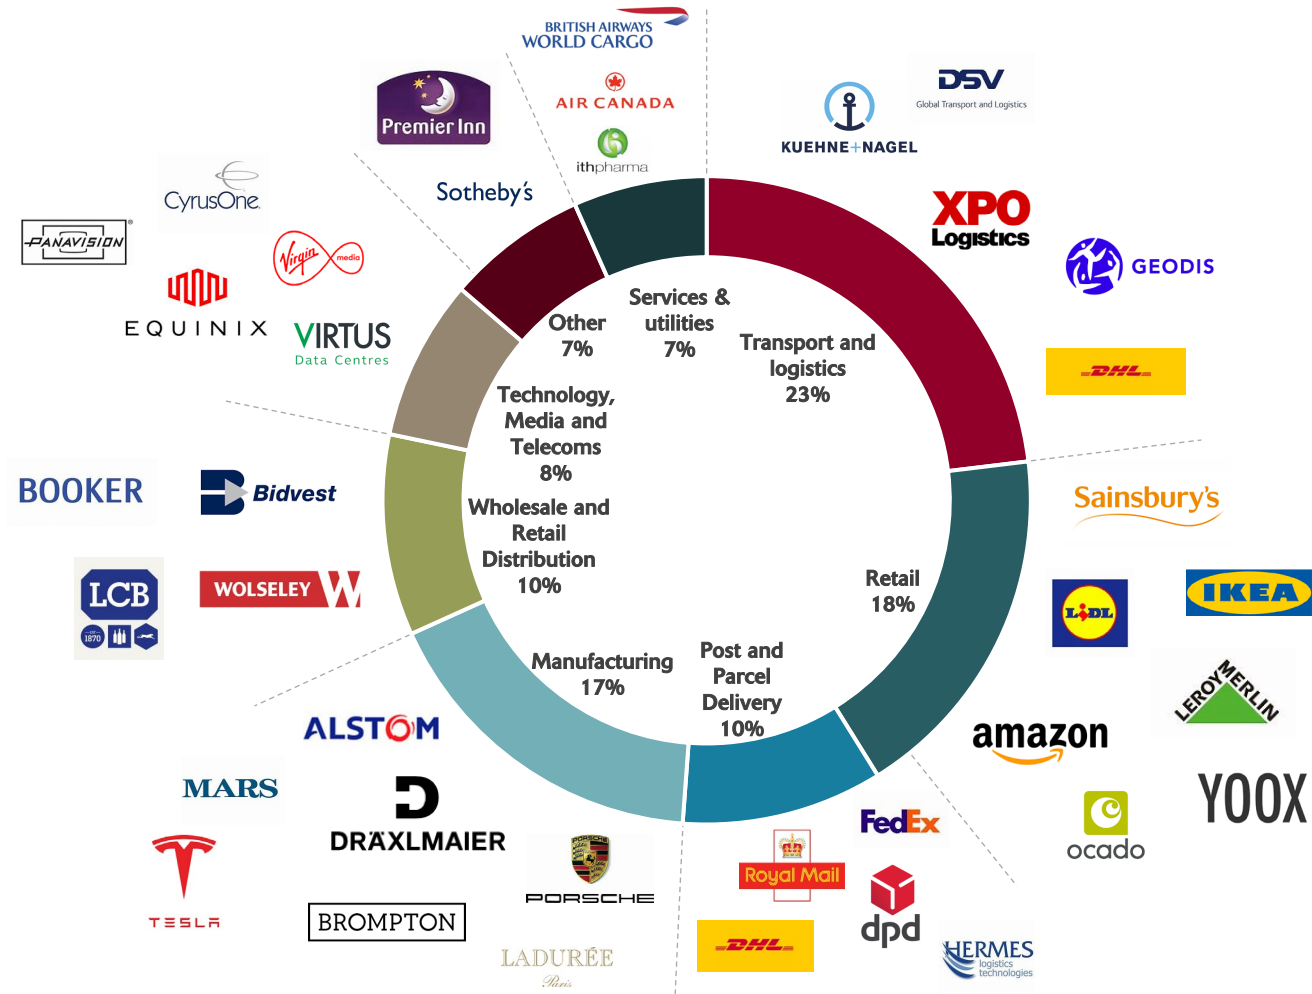 BRITISH AIRWAYS
WORLD CARGO
AIR CANADA
ithpharma
Premier Inn
Sotheby's
KUEHNE+NAGEL
DSV
Global Transport and Logistics
XPO
Logistics
GEODIS
DHL
CyrusOne.
PANAVISION®
Virgin media
EQUINIX
VIRTUS
Data Centres
Services &
utilities
7%
Other
7%
Transport and
logistics
23%
Technology,
Media and
Telecoms
8%
Wholesale and
Retail
Distribution
10%
Retail
18%
Manufacturing
17%
Post and
Parcel
Delivery
10%
BOOKER
Bidvest
LCB
EST
1870
WOLSELEY
Sainsbury's
LIDL
IKEA
LEROY MERLIN
amazon
YOOX
ocado
ALSTOM
MARS
DRÄXLMAIER
TESLA
BROMPTON
PORSCHE
PORSCHE
LADURÉE
Paris
FedEx
Royal Mail
dpd
DHL
HERMES
logistics
technologies